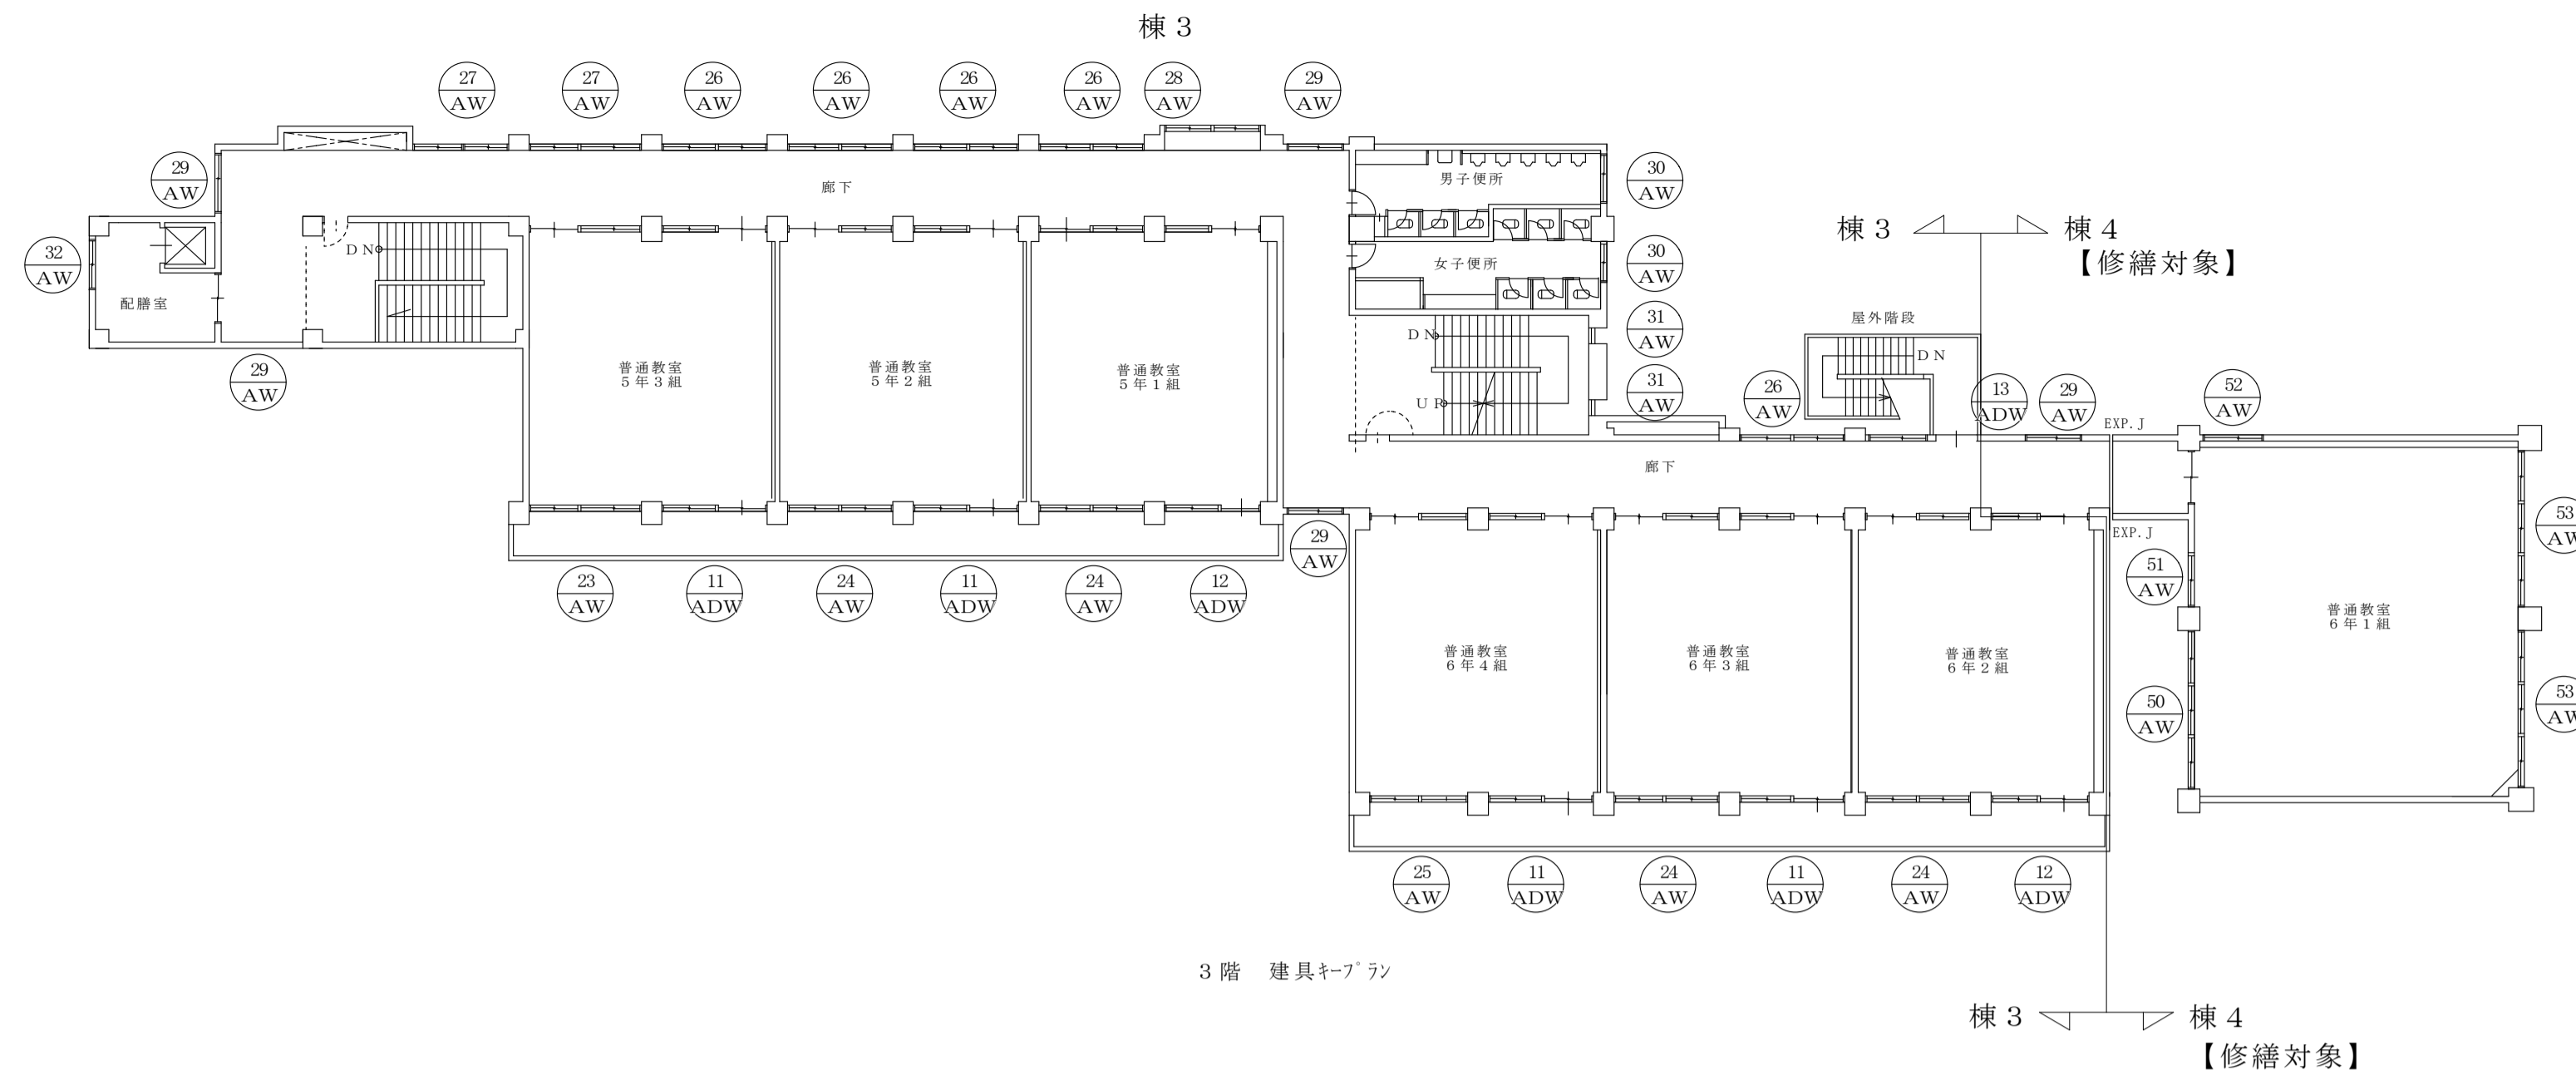 棟３
27
AW
27
AW
26
AW
26
AW
26
AW
26
AW
28
AW
29
AW
29
AW
廊下
男子便所
30
AW
32
AW
配膳室
DN
女子便所
30
AW
棟３
棟４
【修繕対象】
29
AW
普通教室
５年３組
普通教室
５年２組
普通教室
５年１組
DN
UP
31
AW
31
AW
屋外階段
DN
26
AW
13
ADW
29
AW
EXP.J
52
AW
廊下
29
AW
EXP.J
53
AW
51
AW
23
AW
11
ADW
24
AW
11
ADW
24
AW
12
ADW
普通教室
６年４組
普通教室
６年３組
普通教室
６年２組
普通教室
６年１組
50
AW
53
AW
25
AW
11
ADW
24
AW
11
ADW
24
AW
12
ADW
３階　建具ｷｰﾌﾟﾗﾝ
棟３
棟４
【修繕対象】